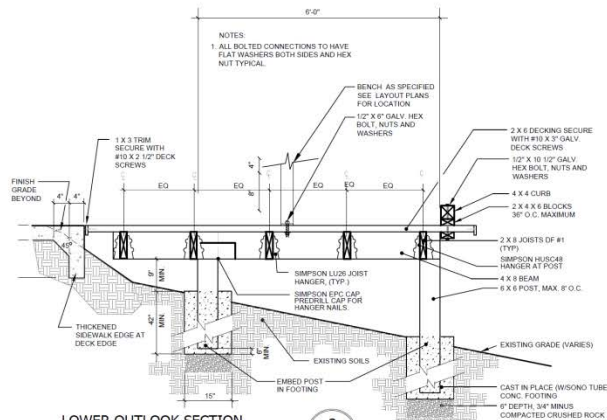 6'-0"
NOTES:
1. ALL BOLTED CONNECTIONS TO HAVE
FLAT WASHERS BOTH SIDES AND HEX
NUT TYPICAL.
BENCH AS SPECIFIED
SEE LAYOUT PLANS
FOR LOCATION
1/2" X 6" GALV. HEX
BOLT, NUTS AND
WASHERS
1 X 3 TRIM
SECURE WITH
#10 X 2 1/2" DECK
SCREWS
2 X 6 DECKING SECURE
WITH #10 X 3" GALV.
DECK SCREWS
1/2" X 10 1/2" GALV.
HEX BOLT, NUTS AND
WASHERS
4 X 4 CURB
2 X 4 X 6 BLOCKS
36" O.C. MAXIMUM
FINISH
GRADE
BEYOND
4" 4"
4"
8"
EQ EQ EQ EQ
45°
2 X 8 JOISTS DF #1
(TYP)
SIMPSON HUSC48
HANGER AT POST
4 X 8 BEAM
6 X 6 POST, MAX 8' O.C.
SIMPSON LU26 JOIST
HANGER, (TYP.)
SIMPSON EPC CAP,
PREDRILL CAP FOR
HANGER NAILS.
9"
MIN.
42"
MIN.
6"
MIN.
THICKENED
SIDEWALK EDGE AT
DECK EDGE
EXISTING SOILS
EXISTING GRADE (VARIES)
EMBED POST
IN FOOTING
15"
CAST IN PLACE (W/SONO TUBE
CONC. FOOTING
6" DEPTH, 3/4" MINUS
COMPACTED CRUSHED ROCK
LOWER OUTLOOK SECTION